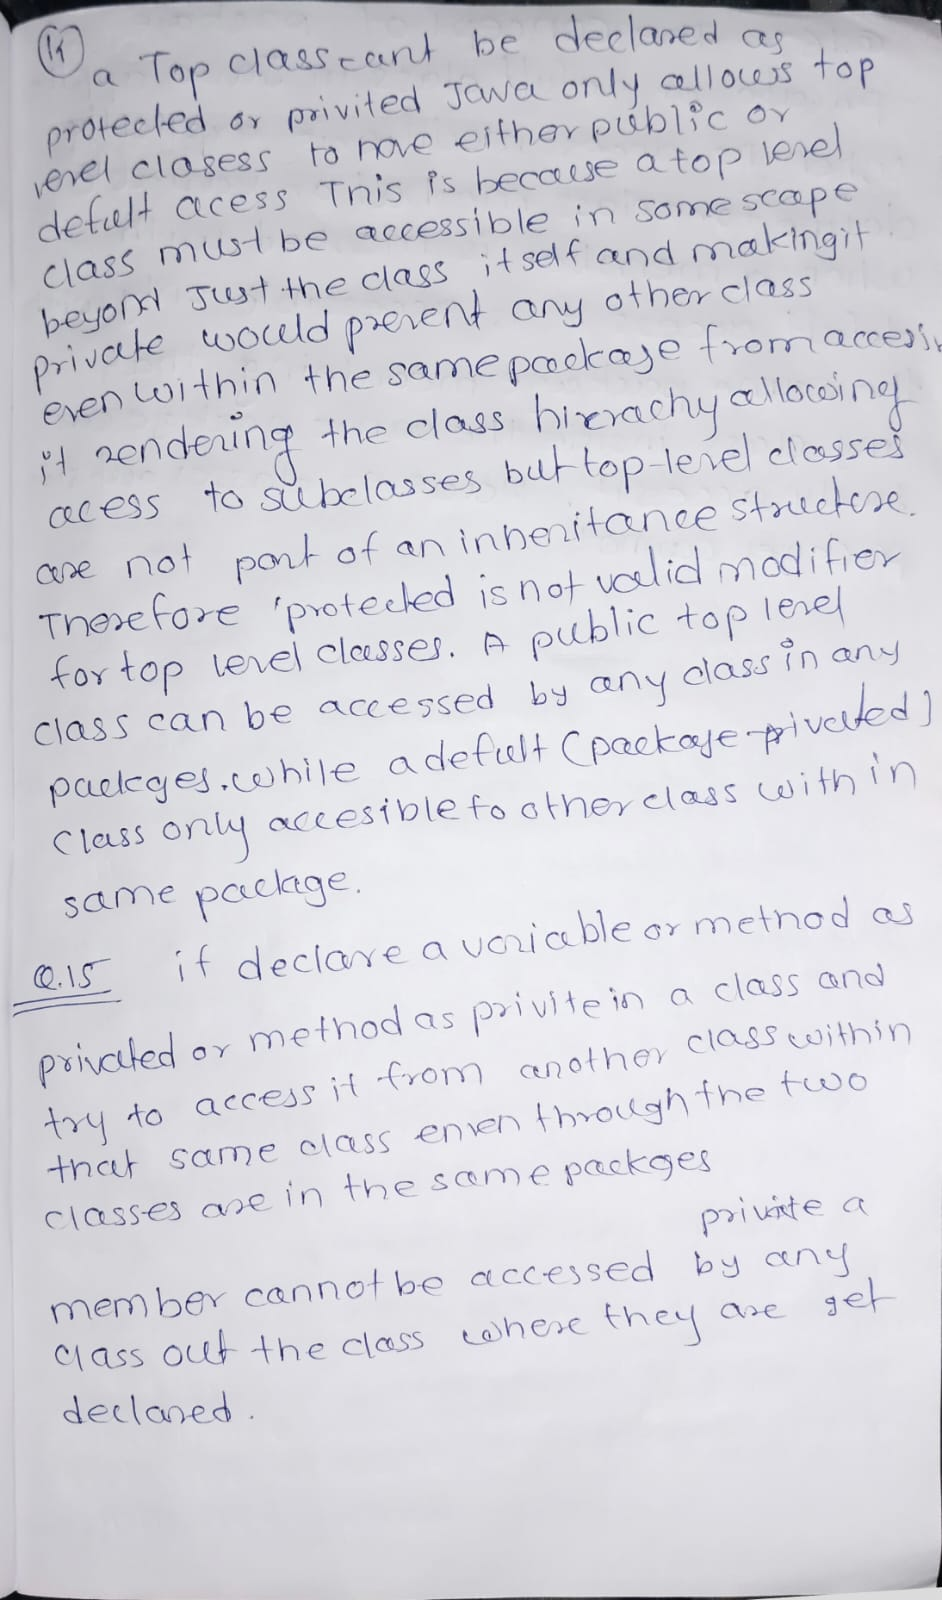 14
a Top class cant be declared as
protected or privited Java only allows top
level clasess to have either public or
defult acess This is because a top level
class must be accessible in some scape
beyond Just the class itself and making it
private would prevent any other class
even within the same package from accessi
it rendering the class hierachy allowing
acess to subclasses but top-level classes
are not part of an inheritance structure.
Therefore 'protected is not valid modifier
for top level classes. A public top level
class can be accessed by any class in any
packges. while a defult (package-privated)
class only accesible to other class with in
same package.
Q.15 if declare a variable or method as
privated or method as privite in a class and
try to access it from another class within
that same class enven through the two
classes are in the same packges
private a
member cannot be accessed by any
class out the class where they are get
declared.